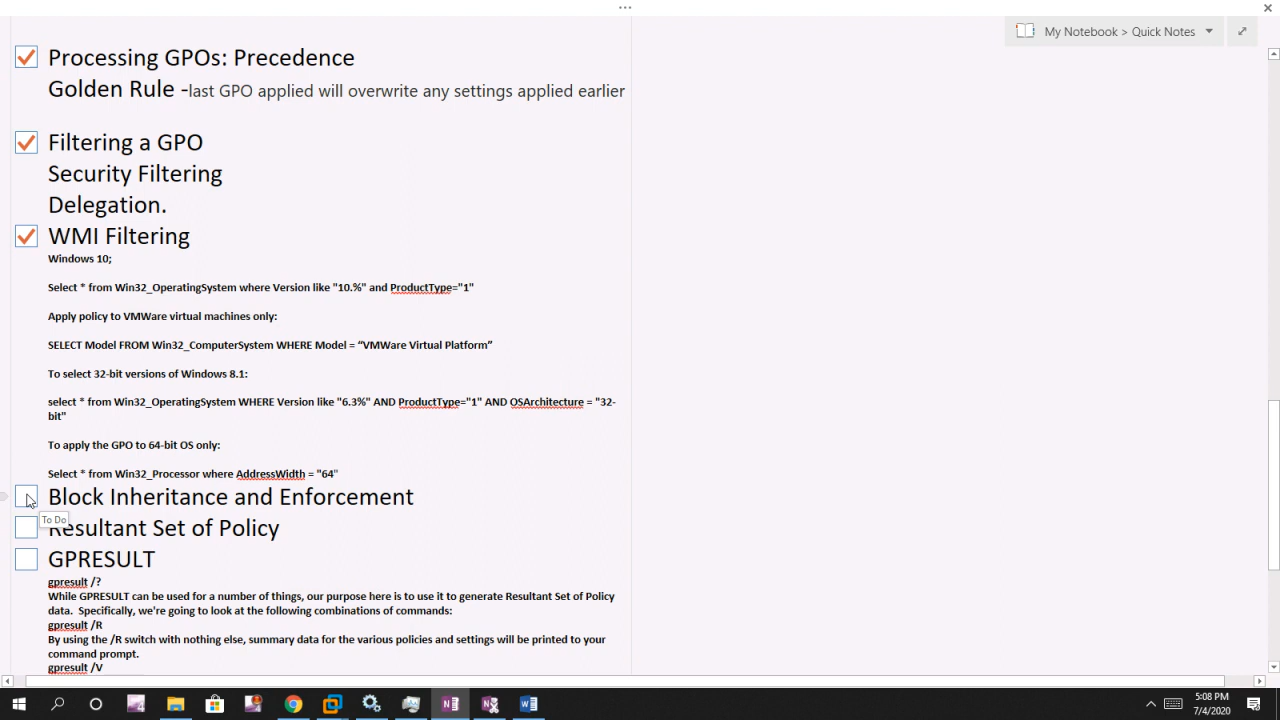 ...
My Notebook > Quick Notes
Processing GPOs: Precedence
Golden Rule -last GPO applied will overwrite any settings applied earlier
Filtering a GPO
Security Filtering
Delegation.
WMI Filtering
Windows 10;
Select * from Win32_OperatingSystem where Version like "10.%" and ProductType="1"
Apply policy to VMWare virtual machines only:
SELECT Model FROM Win32_ComputerSystem WHERE Model = “VMWare Virtual Platform”
To select 32-bit versions of Windows 8.1:
select * from Win32_OperatingSystem WHERE Version like "6.3%" AND ProductType="1" AND OSArchitecture = "32-
bit"
To apply the GPO to 64-bit OS only:
Select * from Win32_Processor where AddressWidth = "64"
Block Inheritance and Enforcement
To Do
Resultant Set of Policy
GPRESULT
gpresult /?
While GPRESULT can be used for a number of things, our purpose here is to use it to generate Resultant Set of Policy
data. Specifically, we're going to look at the following combinations of commands:
gpresult /R
By using the /R switch with nothing else, summary data for the various policies and settings will be printed to your
command prompt.
gpresult /V
5:08 PM
7/4/2020